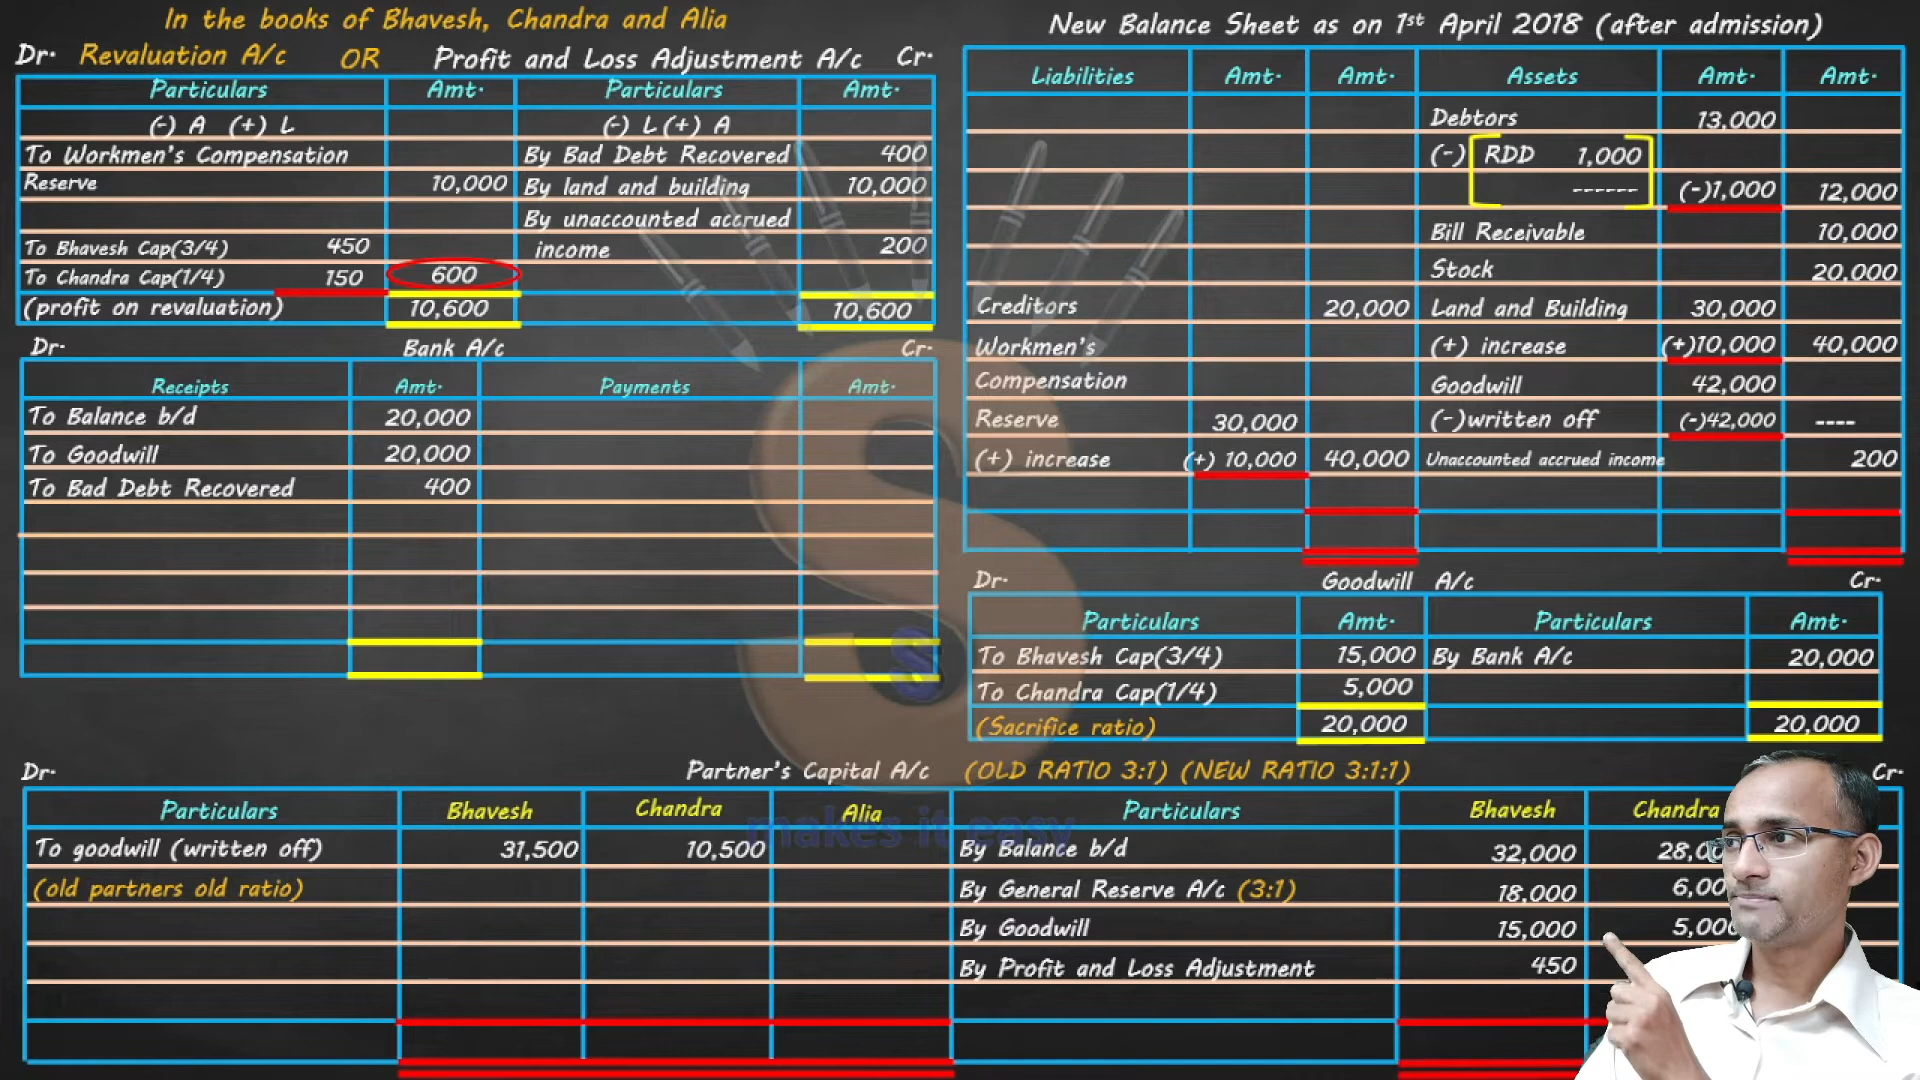 In the books of Bhavesh, Chandra and Alia
Dr. Revaluation A/c OR Profit and Loss Adjustment A/c Cr.
Particulars Amt. Particulars Amt.
(-) A (+) L (-) L (+) A
To Workmen's Compensation By Bad Debt Recovered 400
Reserve 10,000 By land and building 10,000
By unaccounted accrued
To Bhavesh Cap(3/4) 450 income 200
To Chandra Cap(1/4) 150 600
(profit on revaluation) 10,600 10,600
Dr. Bank A/c Cr.
Receipts Amt. Payments Amt.
To Balance b/d 20,000
To Goodwill 20,000
To Bad Debt Recovered 400
New Balance Sheet as on 1st April 2018 (after admission)
Liabilities Amt. Amt. Assets Amt. Amt.
Debtors 13,000
(-) RDD 1,000
------ (-)1,000 12,000
Bill Receivable 10,000
Stock 20,000
Creditors 20,000 Land and Building 30,000
Workmen's (+) increase (+)10,000 40,000
Compensation Goodwill 42,000
Reserve 30,000 (-)written off (-)42,000 ----
(+) increase (+) 10,000 40,000 Unaccounted accrued income 200
Dr. Goodwill A/c Cr.
Particulars Amt. Particulars Amt.
To Bhavesh Cap(3/4) 15,000 By Bank A/c 20,000
To Chandra Cap(1/4) 5,000
(Sacrifice ratio) 20,000 20,000
Dr. Partner's Capital A/c (OLD RATIO 3:1) (NEW RATIO 3:1:1) Cr.
Particulars Bhavesh Chandra Alia Particulars Bhavesh Chandra
To goodwill (written off) 31,500 10,500 By Balance b/d 32,000 28,0
(old partners old ratio) By General Reserve A/c (3:1) 18,000 6,00
By Goodwill 15,000 5,000
By Profit and Loss Adjustment 450
S
makes it easy